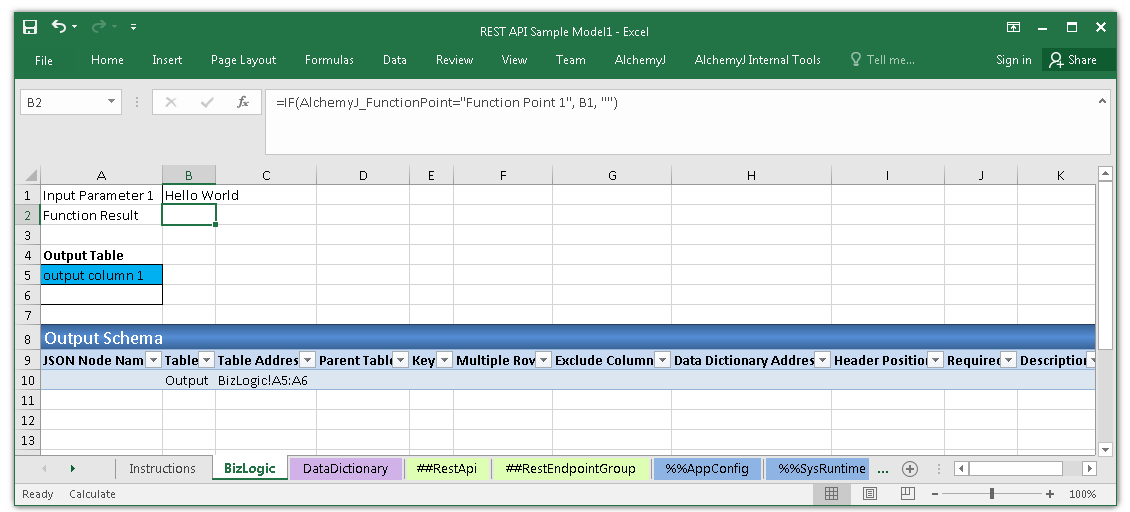 REST API Sample Model1 - Excel
File Home Insert Page Layout Formulas Data Review View Team AlchemyJ AlchemyJ Internal Tools Tell me... Sign in Share
B2 fx =IF(AlchemyJ_FunctionPoint="Function Point 1", B1, "")
A B C D E F G H I J K
1 Input Parameter 1 Hello World
2 Function Result
3
4 Output Table
5 output column 1
6
7
8 Output Schema
9 JSON Node Nam Table Table Addres Parent Table Key Multiple Rov Exclude Column Data Dictionary Addres Header Position Required Description
10 Output BizLogic!A5:A6
11
12
13
Instructions BizLogic DataDictionary ##RestApi ##RestEndpointGroup %%AppConfig %%SysRuntime ...
Ready Calculate 100%